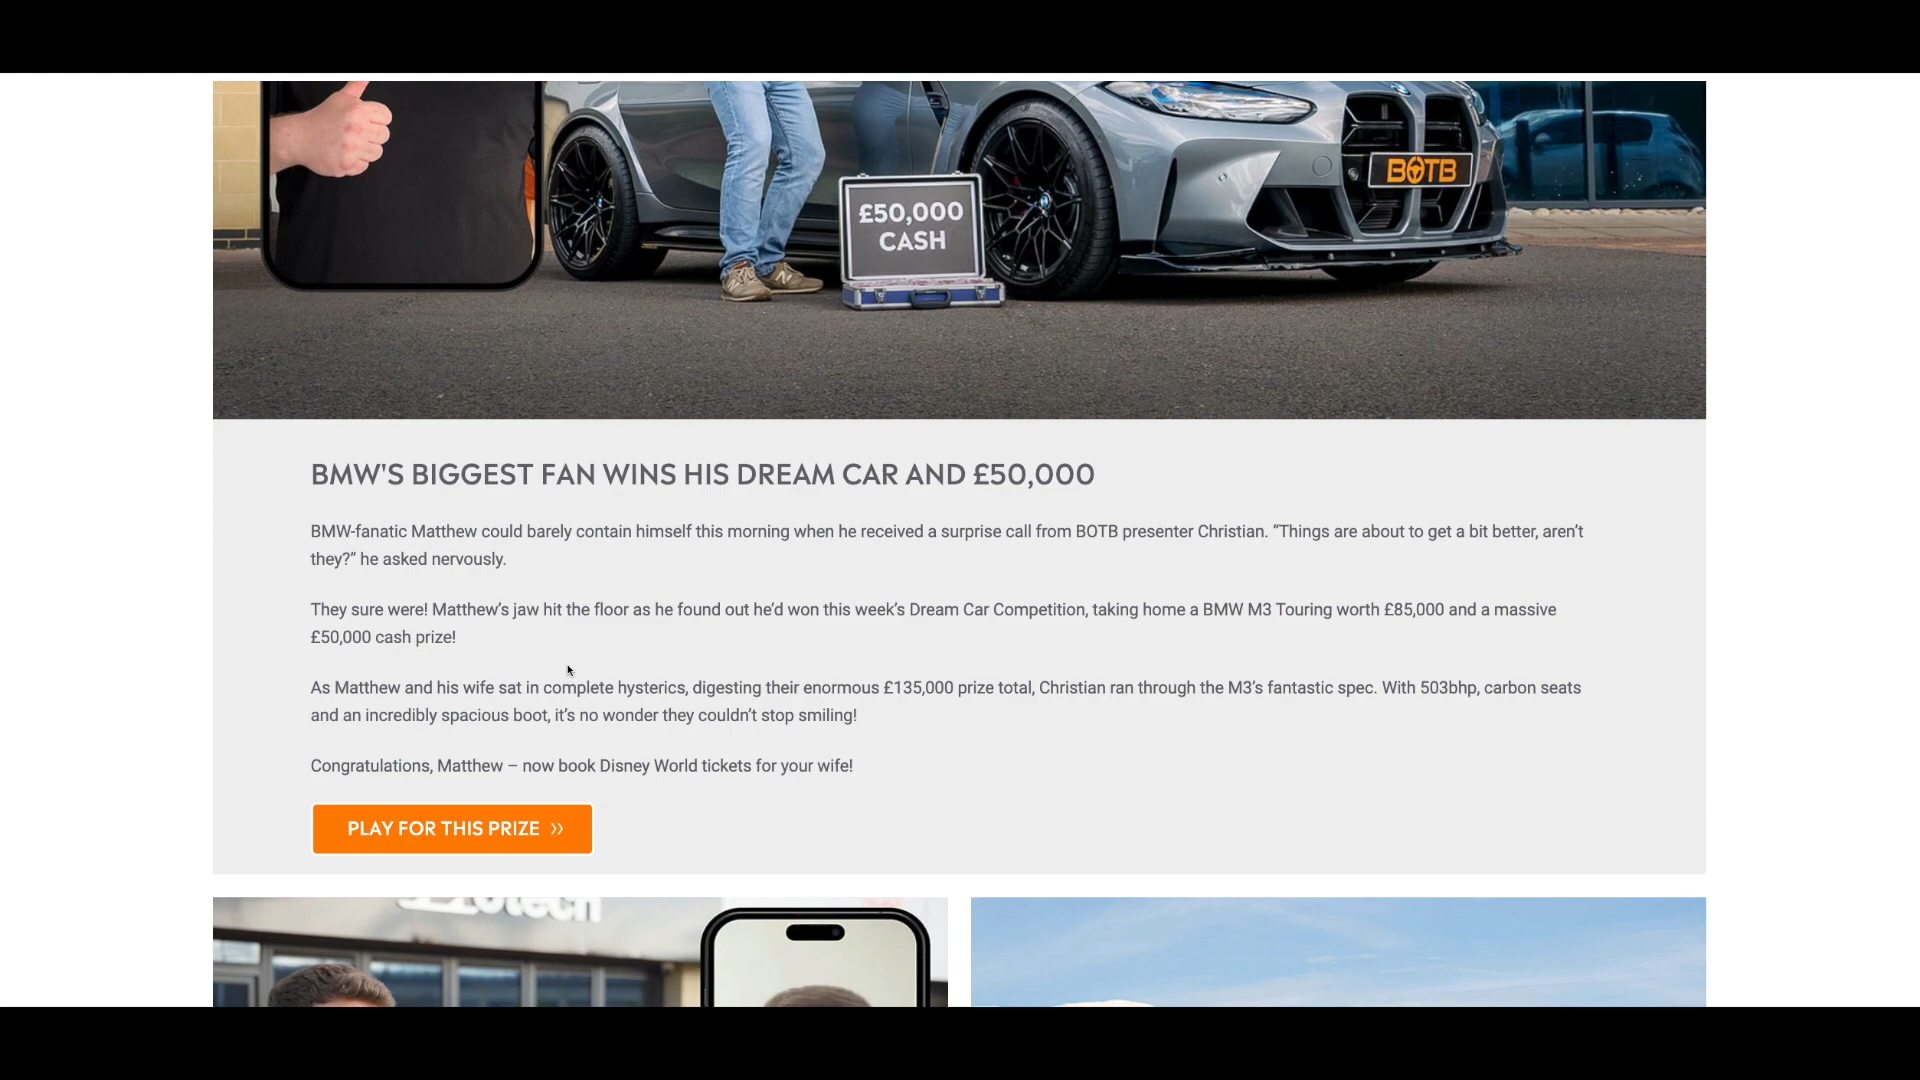 BOTB
£50,000
CASH
BMW'S BIGGEST FAN WINS HIS DREAM CAR AND £50,000
BMW-fanatic Matthew could barely contain himself this morning when he received a surprise call from BOTB presenter Christian. “Things are about to get a bit better, aren’t
they?” he asked nervously.
They sure were! Matthew’s jaw hit the floor as he found out he’d won this week’s Dream Car Competition, taking home a BMW M3 Touring worth £85,000 and a massive
£50,000 cash prize!
As Matthew and his wife sat in complete hysterics, digesting their enormous £135,000 prize total, Christian ran through the M3’s fantastic spec. With 503bhp, carbon seats
and an incredibly spacious boot, it’s no wonder they couldn’t stop smiling!
Congratulations, Matthew – now book Disney World tickets for your wife!
PLAY FOR THIS PRIZE »